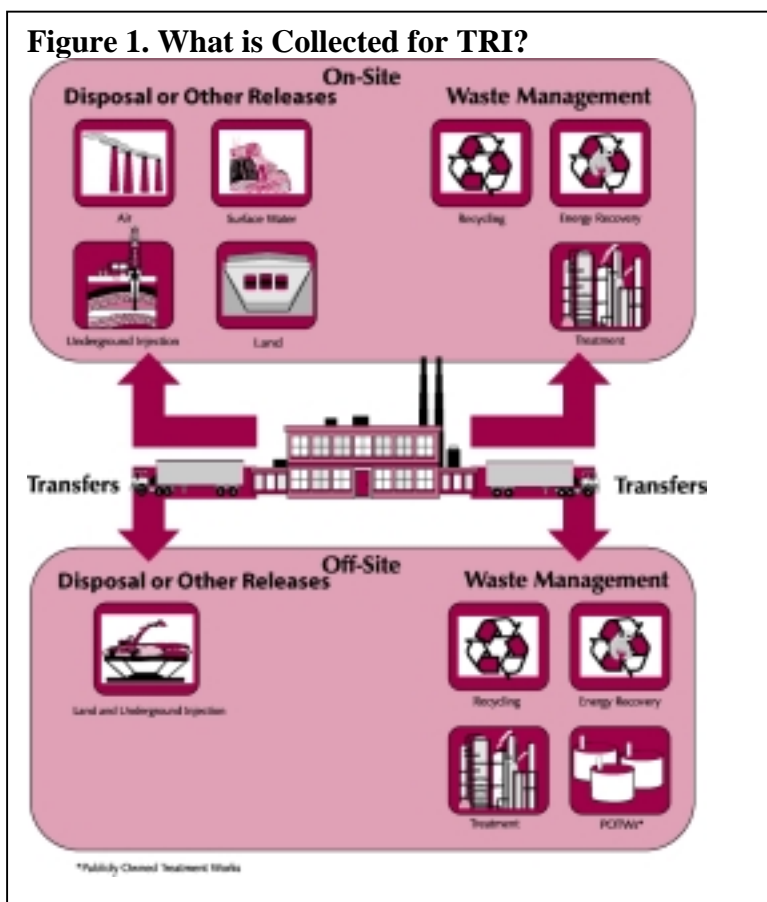 Figure 1. What is Collected for TRI?
On-Site
Disposal or Other Releases
Waste Management
Air
Surface Water
Recycling
Energy Recovery
Underground Injection
Land
Treatment
Transfers
Transfers
Off-Site
Disposal or Other Releases
Waste Management
Land and Underground Injection
Recycling
Energy Recovery
Treatment
POTWs*
*Publicly Owned Treatment Works